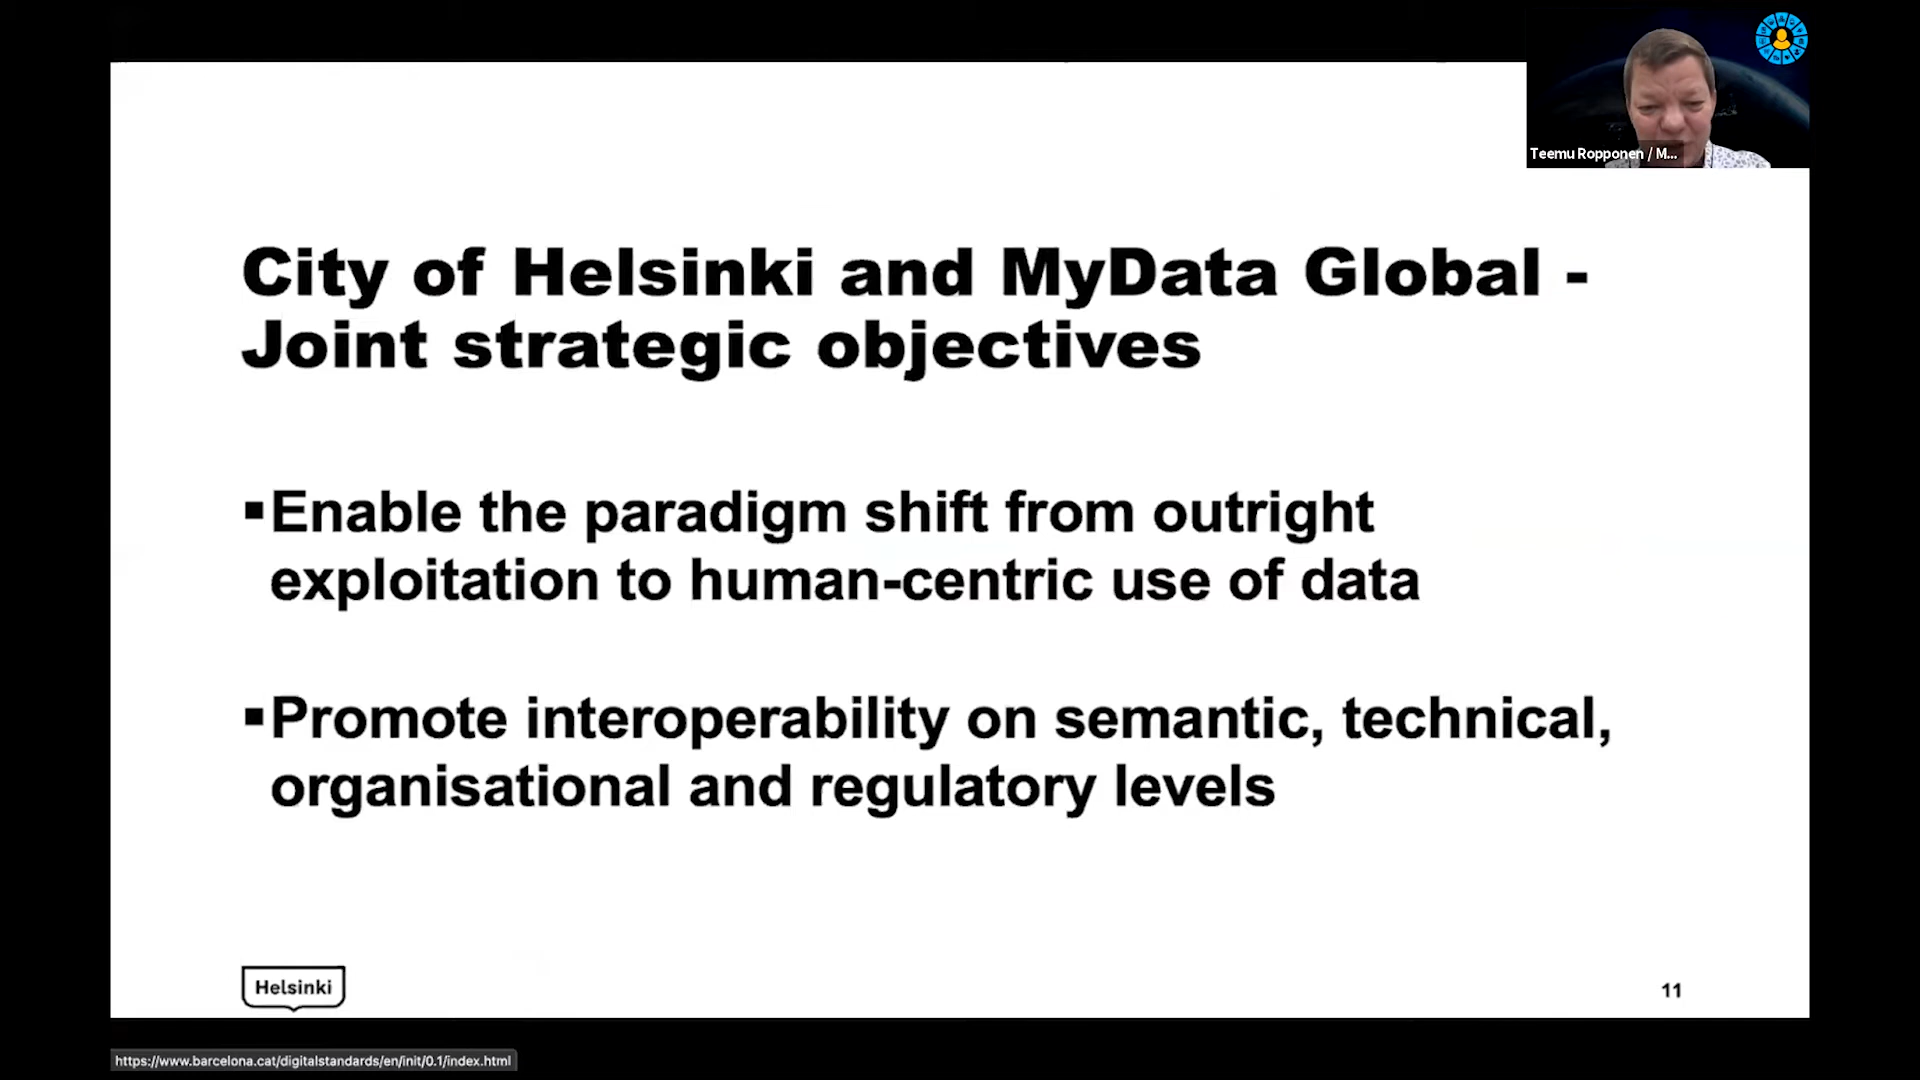 Teemu Ropponen / M...
City of Helsinki and MyData Global -
Joint strategic objectives
▪Enable the paradigm shift from outright
exploitation to human-centric use of data
▪Promote interoperability on semantic, technical,
organisational and regulatory levels
Helsinki
11
https://www.barcelona.cat/digitalstandards/en/init/0.1/index.html